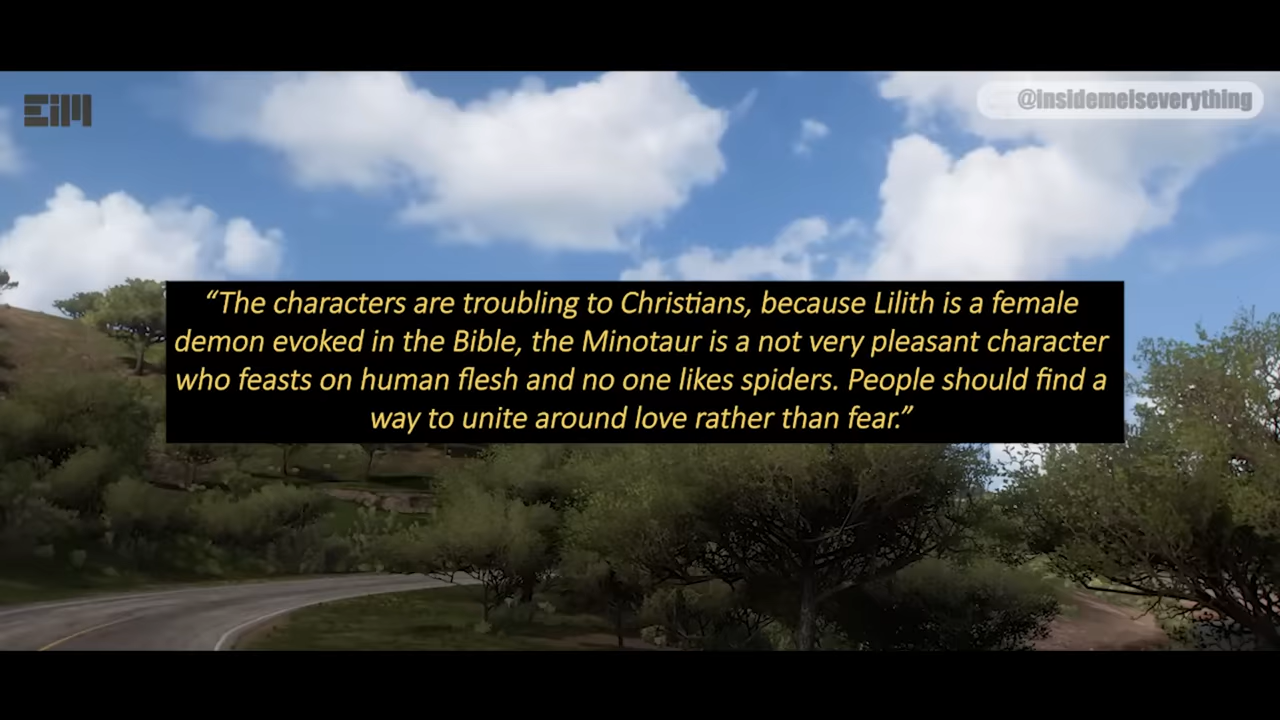 EiM
@insidemeiseverything
“The characters are troubling to Christians, because Lilith is a female
demon evoked in the Bible, the Minotaur is a not very pleasant character
who feasts on human flesh and no one likes spiders. People should find a
way to unite around love rather than fear.”